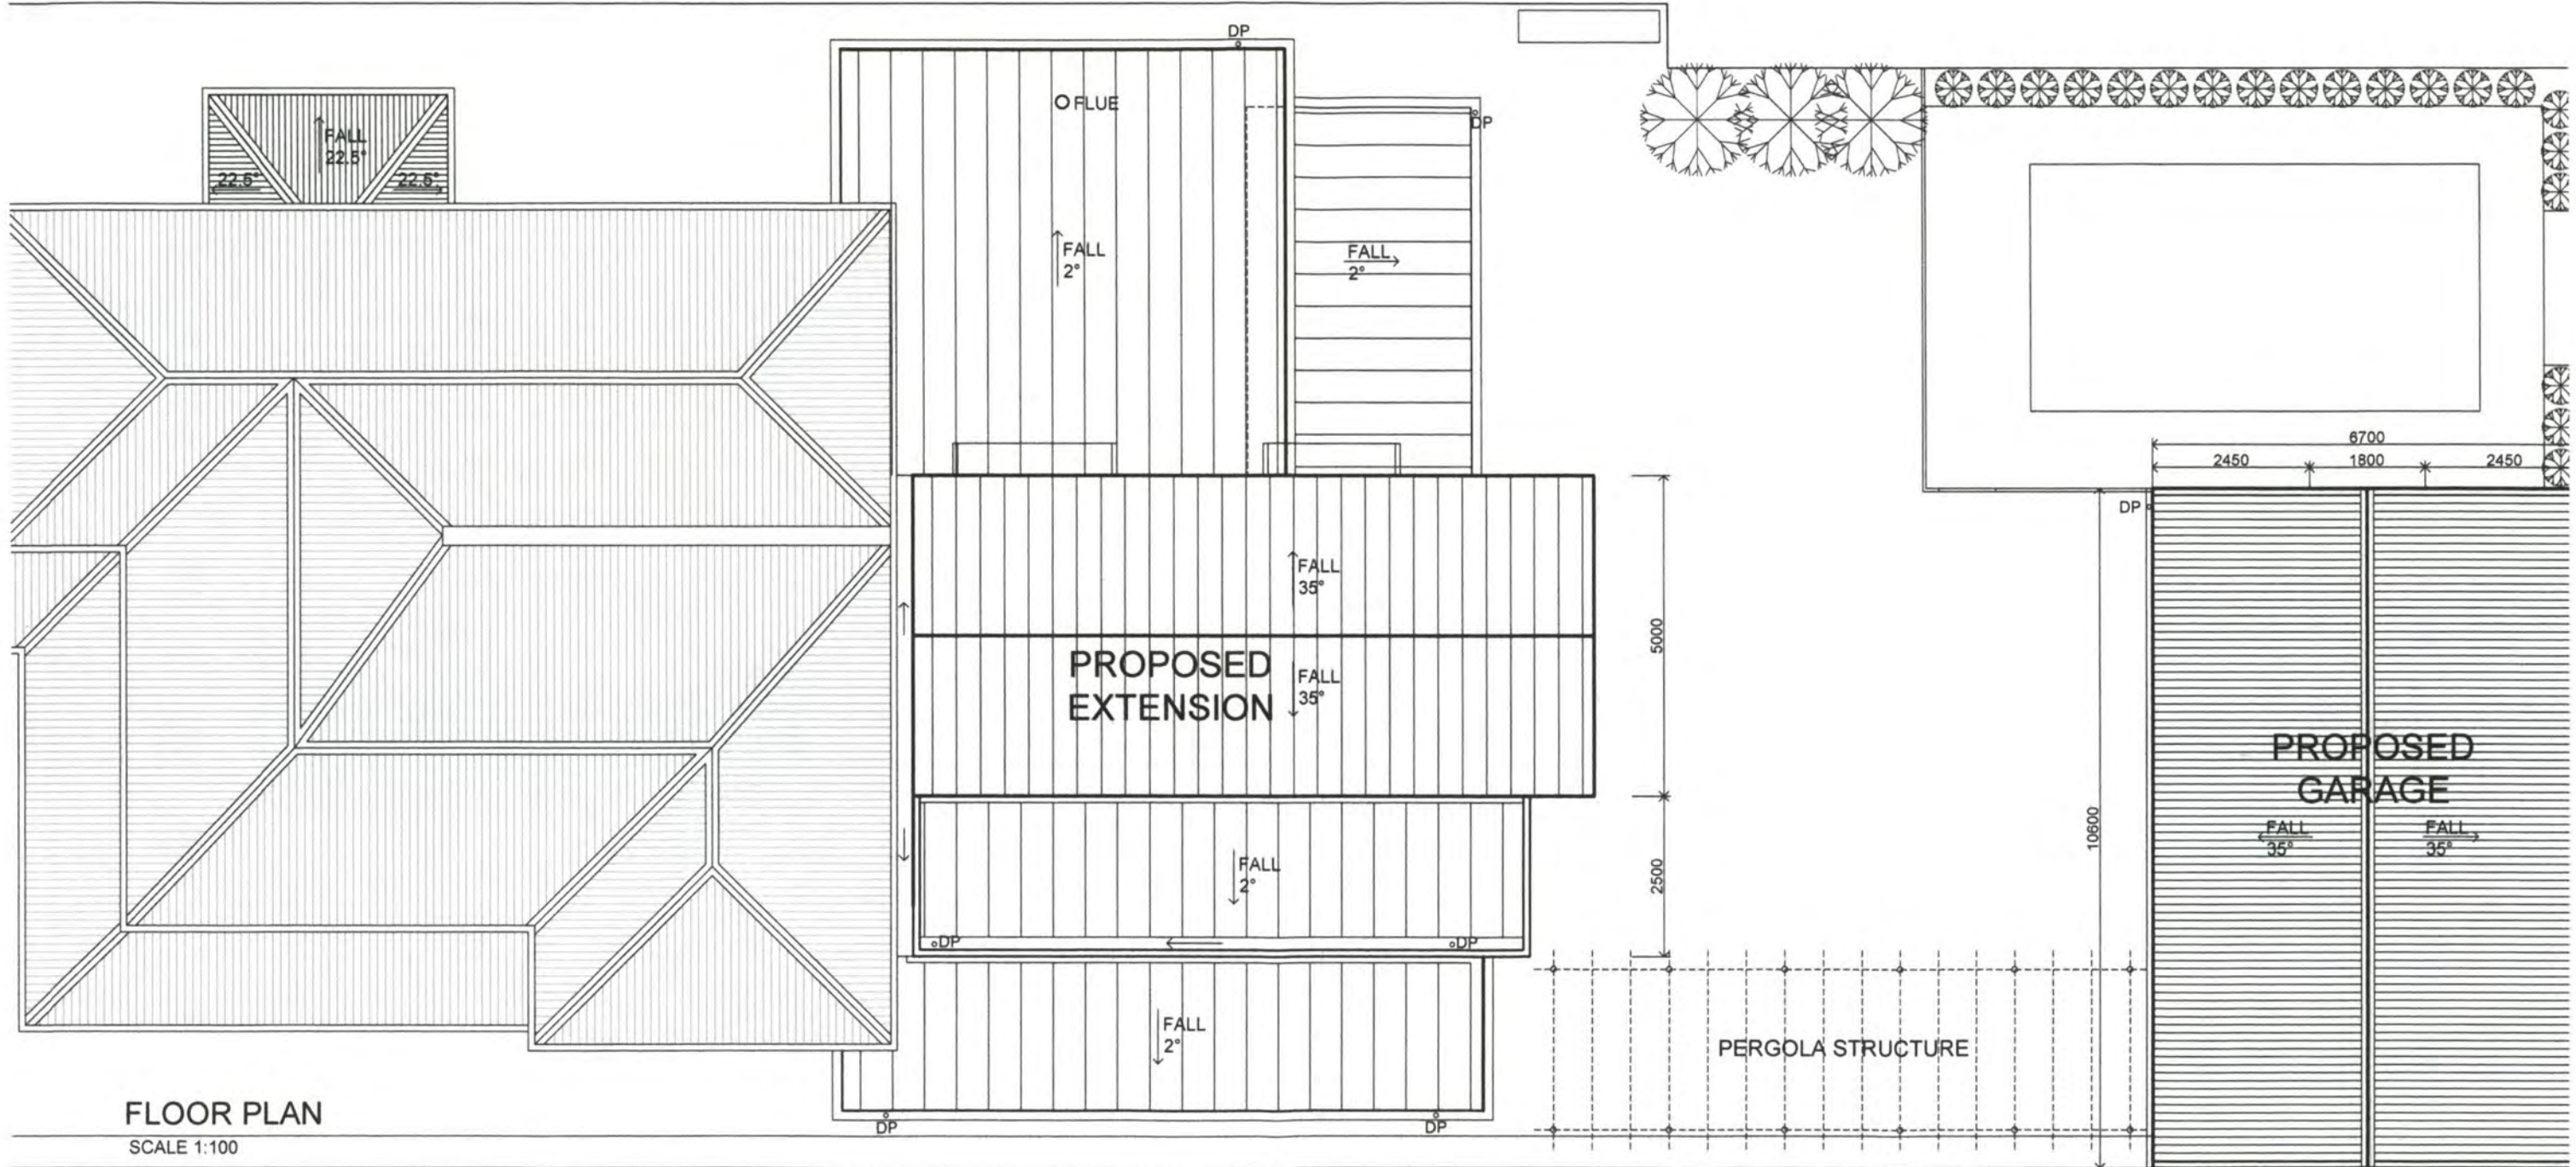 DP
FLUE
DP
FALL
22.5°
22.5°
22.5°
FALL
2°
FALL
2°
6700
2450
1800
2450
DP
FALL
35°
5000
PROPOSED
EXTENSION
FALL
35°
PROPOSED
GARAGE
FALL
35°
FALL
35°
10600
FALL
2°
2500
DP
DP
FALL
2°
PERGOLA STRUCTURE
FLOOR PLAN
SCALE 1:100
DP
DP